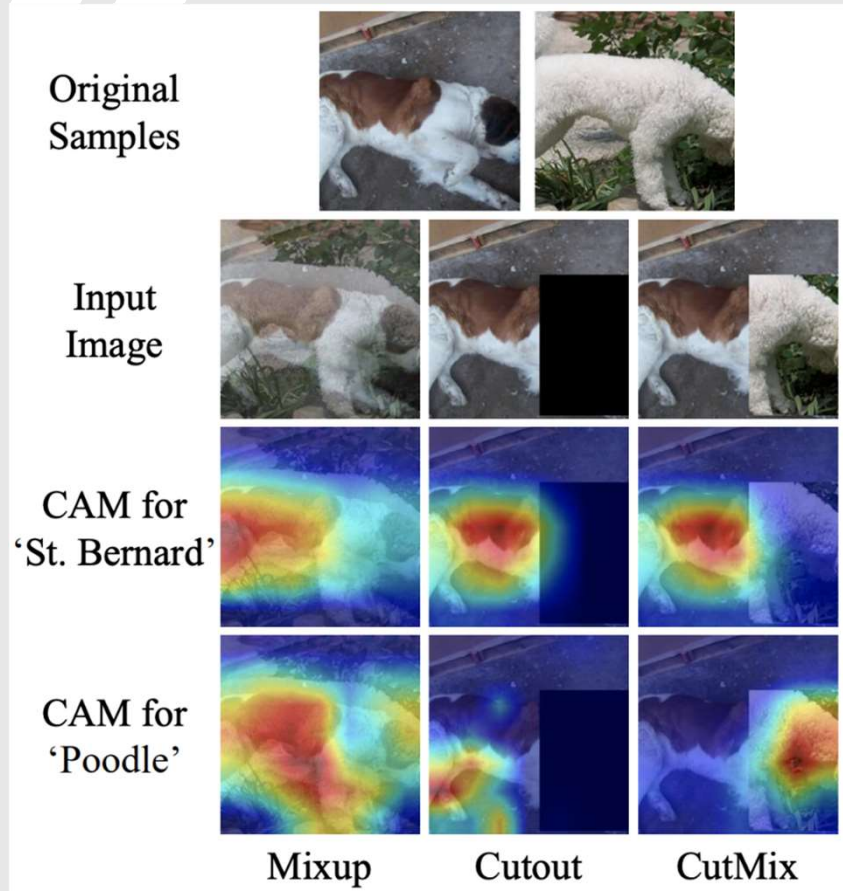 Original
Samples
Input
Image
CAM for
‘St. Bernard’
CAM for
‘Poodle’
Mixup Cutout CutMix